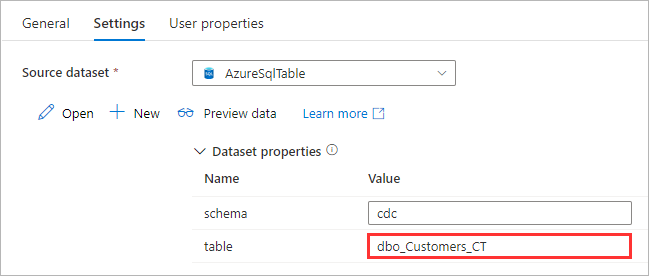 General Settings User properties
Source dataset * AzureSqlTable
Open New Preview data Learn more
Dataset properties
Name Value
schema cdc
table dbo_Customers_CT